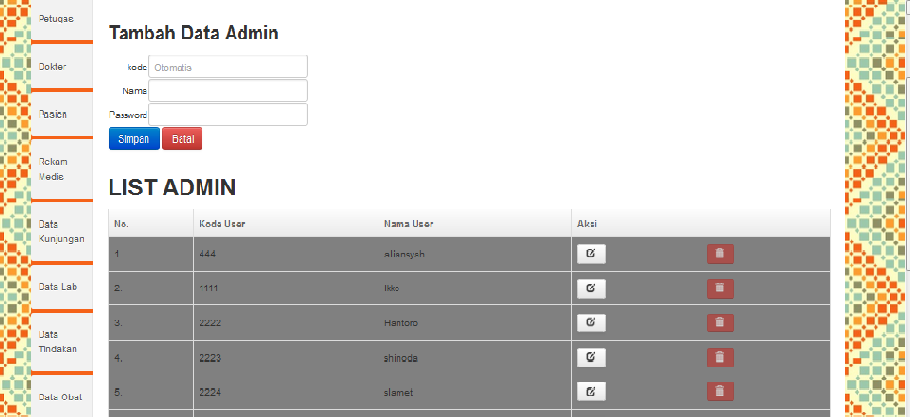 Petugas
Dokter
Pasien
Rekam
Medis
Data
Kunjungan
Data Lab
Data
Tindakan
Data Obat
Tambah Data Admin
kode Otomatis
Nama
Password
Simpan Batal
LIST ADMIN
No. Kode User Nama User Aksi
1. 444 aliansyah
2. 1111 Ikko
3. 2222 Hantoro
4. 2223 shinoda
5. 2224 slamet